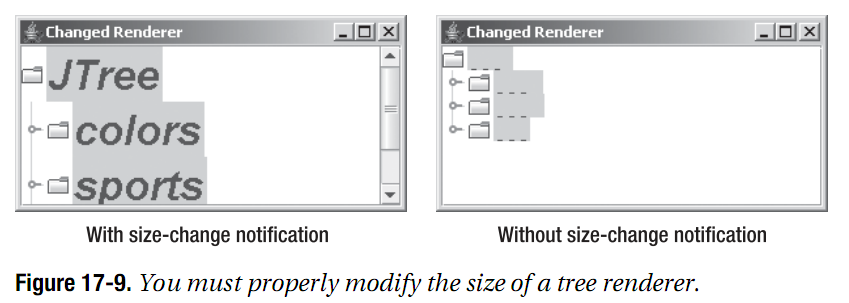 Changed Renderer
JTree
colors
sports
Changed Renderer
With size-change notification
Without size-change notification
Figure 17-9. You must properly modify the size of a tree renderer.